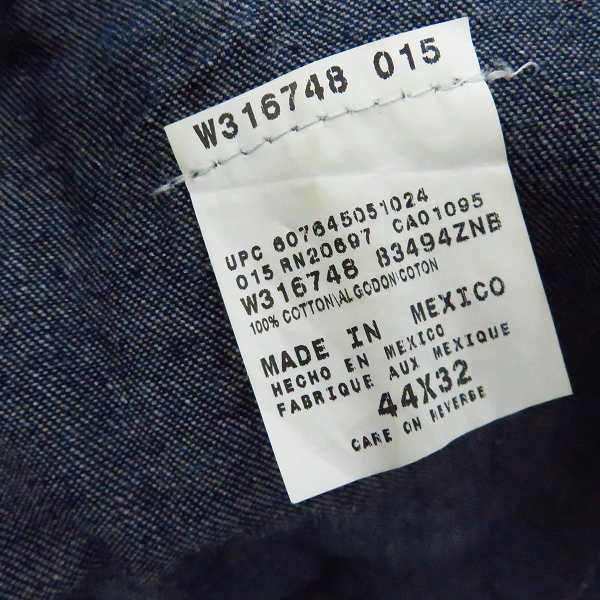 W316748 015
UPC 607645051024
015 RN20697 CA01095
W316748 83494ZNB
100% COTTON\ALGODON\COTON
MADE IN MEXICO
HECHO EN MEXICO
FABRIQUE AUX MEXIQUE
44X32
CARE ON REVERSE